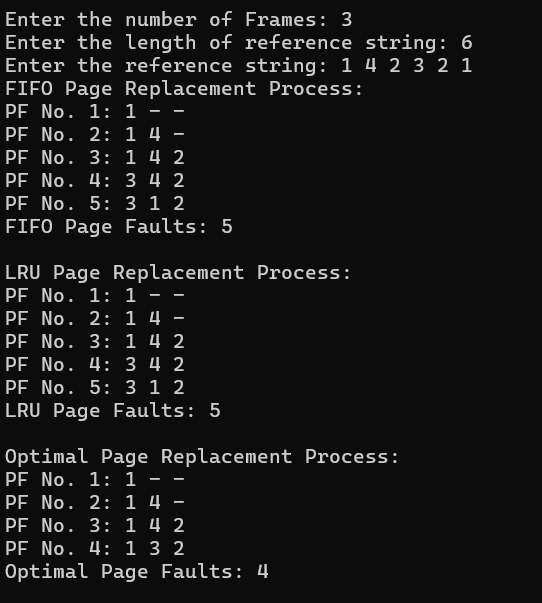 Enter the number of Frames: 3
Enter the length of reference string: 6
Enter the reference string: 1 4 2 3 2 1
FIFO Page Replacement Process:
PF No. 1: 1 - -
PF No. 2: 1 4 -
PF No. 3: 1 4 2
PF No. 4: 3 4 2
PF No. 5: 3 1 2
FIFO Page Faults: 5

LRU Page Replacement Process:
PF No. 1: 1 - -
PF No. 2: 1 4 -
PF No. 3: 1 4 2
PF No. 4: 3 4 2
PF No. 5: 3 1 2
LRU Page Faults: 5

Optimal Page Replacement Process:
PF No. 1: 1 - -
PF No. 2: 1 4 -
PF No. 3: 1 4 2
PF No. 4: 1 3 2
Optimal Page Faults: 4